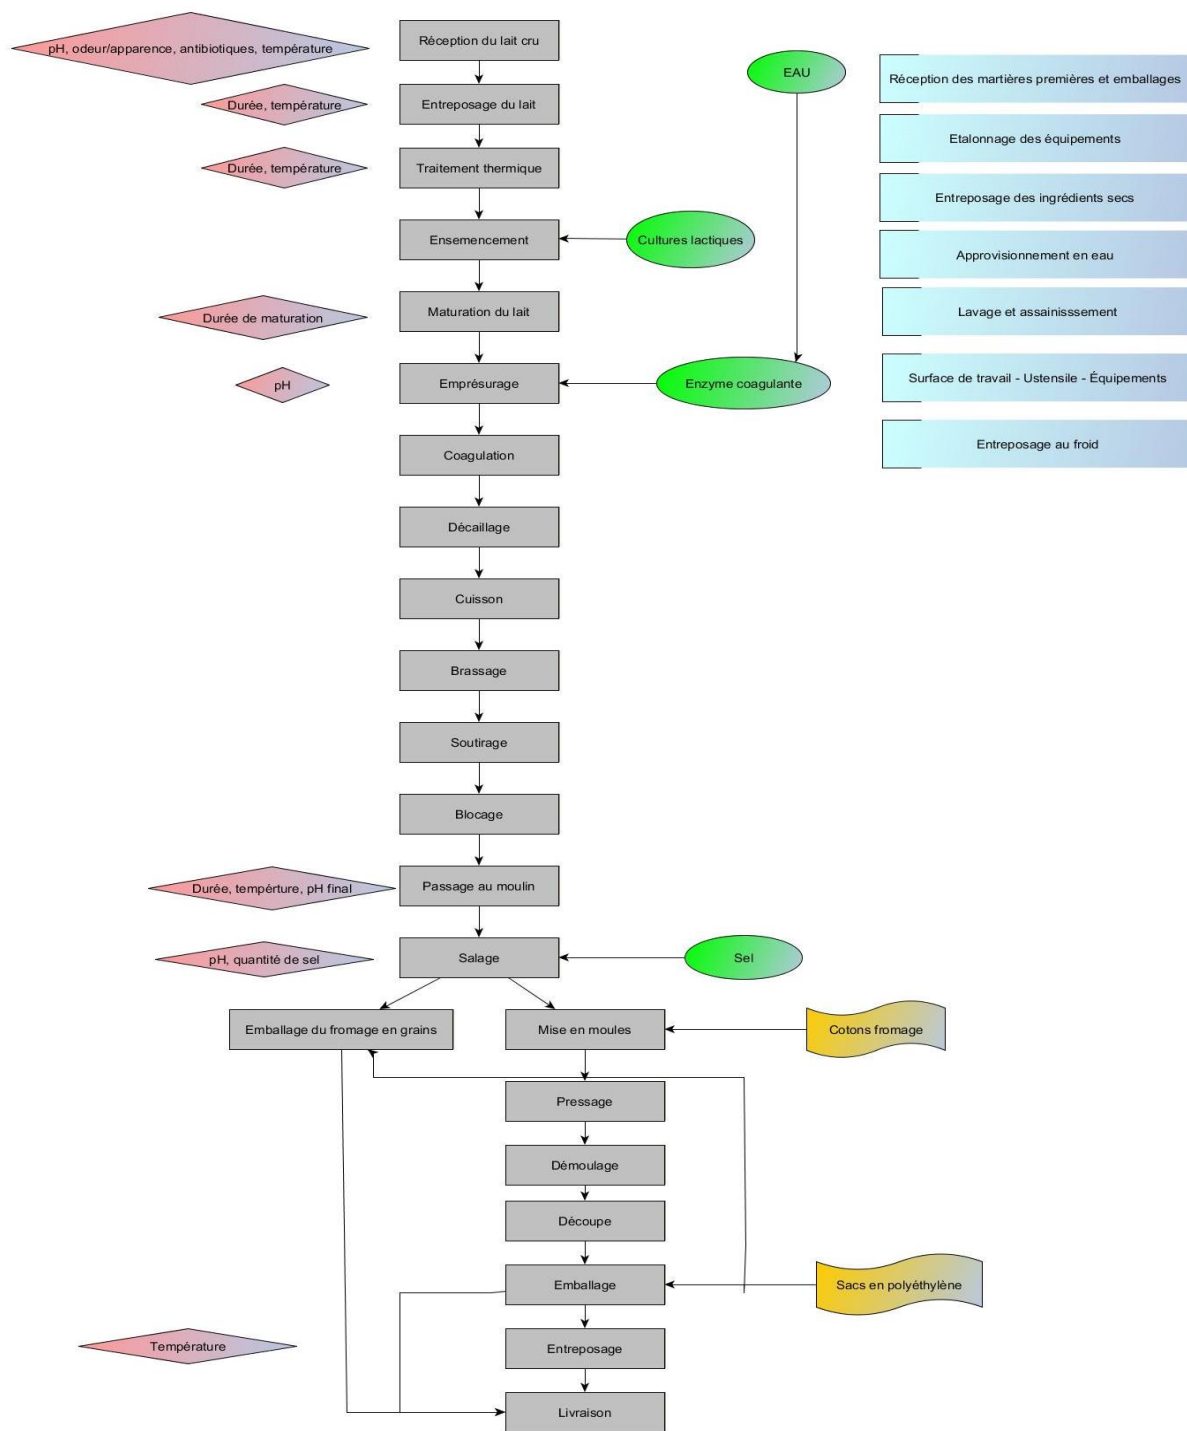 pH, odeur/apparence, antibiotiques, température
Réception du lait cru
EAU
Réception des martières premières et emballages
Durée, température
Entreposage du lait
Etalonnage des équipements
Durée, température
Traitement thermique
Entreposage des ingrédients secs
Ensemencement
Cultures lactiques
Approvisionnement en eau
Durée de maturation
Maturation du lait
Lavage et assainisssement
pH
Emprésurage
Enzyme coagulante
Surface de travail - Ustensile - Équipements
Coagulation
Entreposage au froid
Décaillage
Cuisson
Brassage
Soutirage
Blocage
Durée, tempérture, pH final
Passage au moulin
pH, quantité de sel
Salage
Sel
Emballage du fromage en grains
Mise en moules
Cotons fromage
Pressage
Démoulage
Découpe
Emballage
Sacs en polyéthylène
Température
Entreposage
Livraison